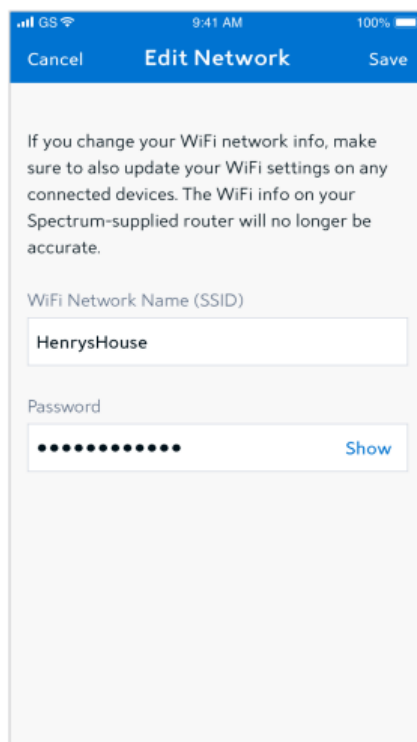 GS 9:41 AM 100%
Cancel Edit Network Save
If you change your WiFi network info, make
sure to also update your WiFi settings on any
connected devices. The WiFi info on your
Spectrum-supplied router will no longer be
accurate.
WiFi Network Name (SSID)
HenrysHouse
Password
●●●●●●●●●●●● Show